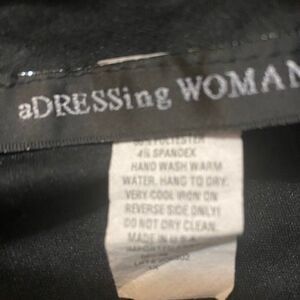 aDRESSing WOMAN
POLYESTER
4% SPANDEX
HAND WASH WARM
WATER. HANG TO DRY.
VERY COOL IRON ON
REVERSE SIDE ONLY!
DO NOT DRY CLEAN.
MADE IN U.S.A.